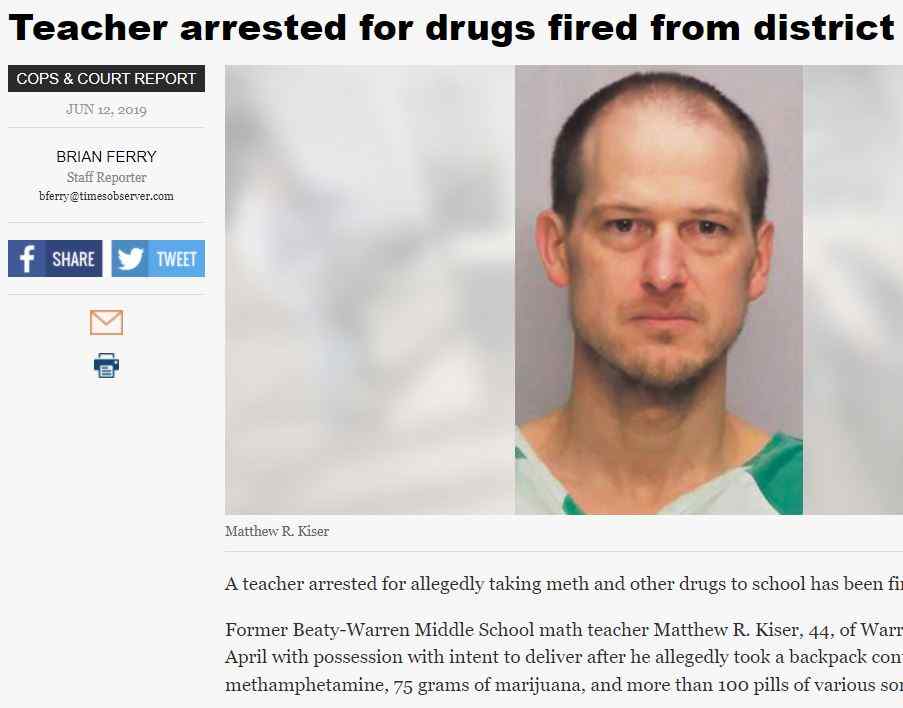 Teacher arrested for drugs fired from district
COPS & COURT REPORT
JUN 12, 2019
BRIAN FERRY
Staff Reporter
bferry@timesobserver.com
SHARE
TWEET
Matthew R. Kiser
A teacher arrested for allegedly taking meth and other drugs to school has been fi
Former Beaty-Warren Middle School math teacher Matthew R. Kiser, 44, of Warr
April with possession with intent to deliver after he allegedly took a backpack con
methamphetamine, 75 grams of marijuana, and more than 100 pills of various so